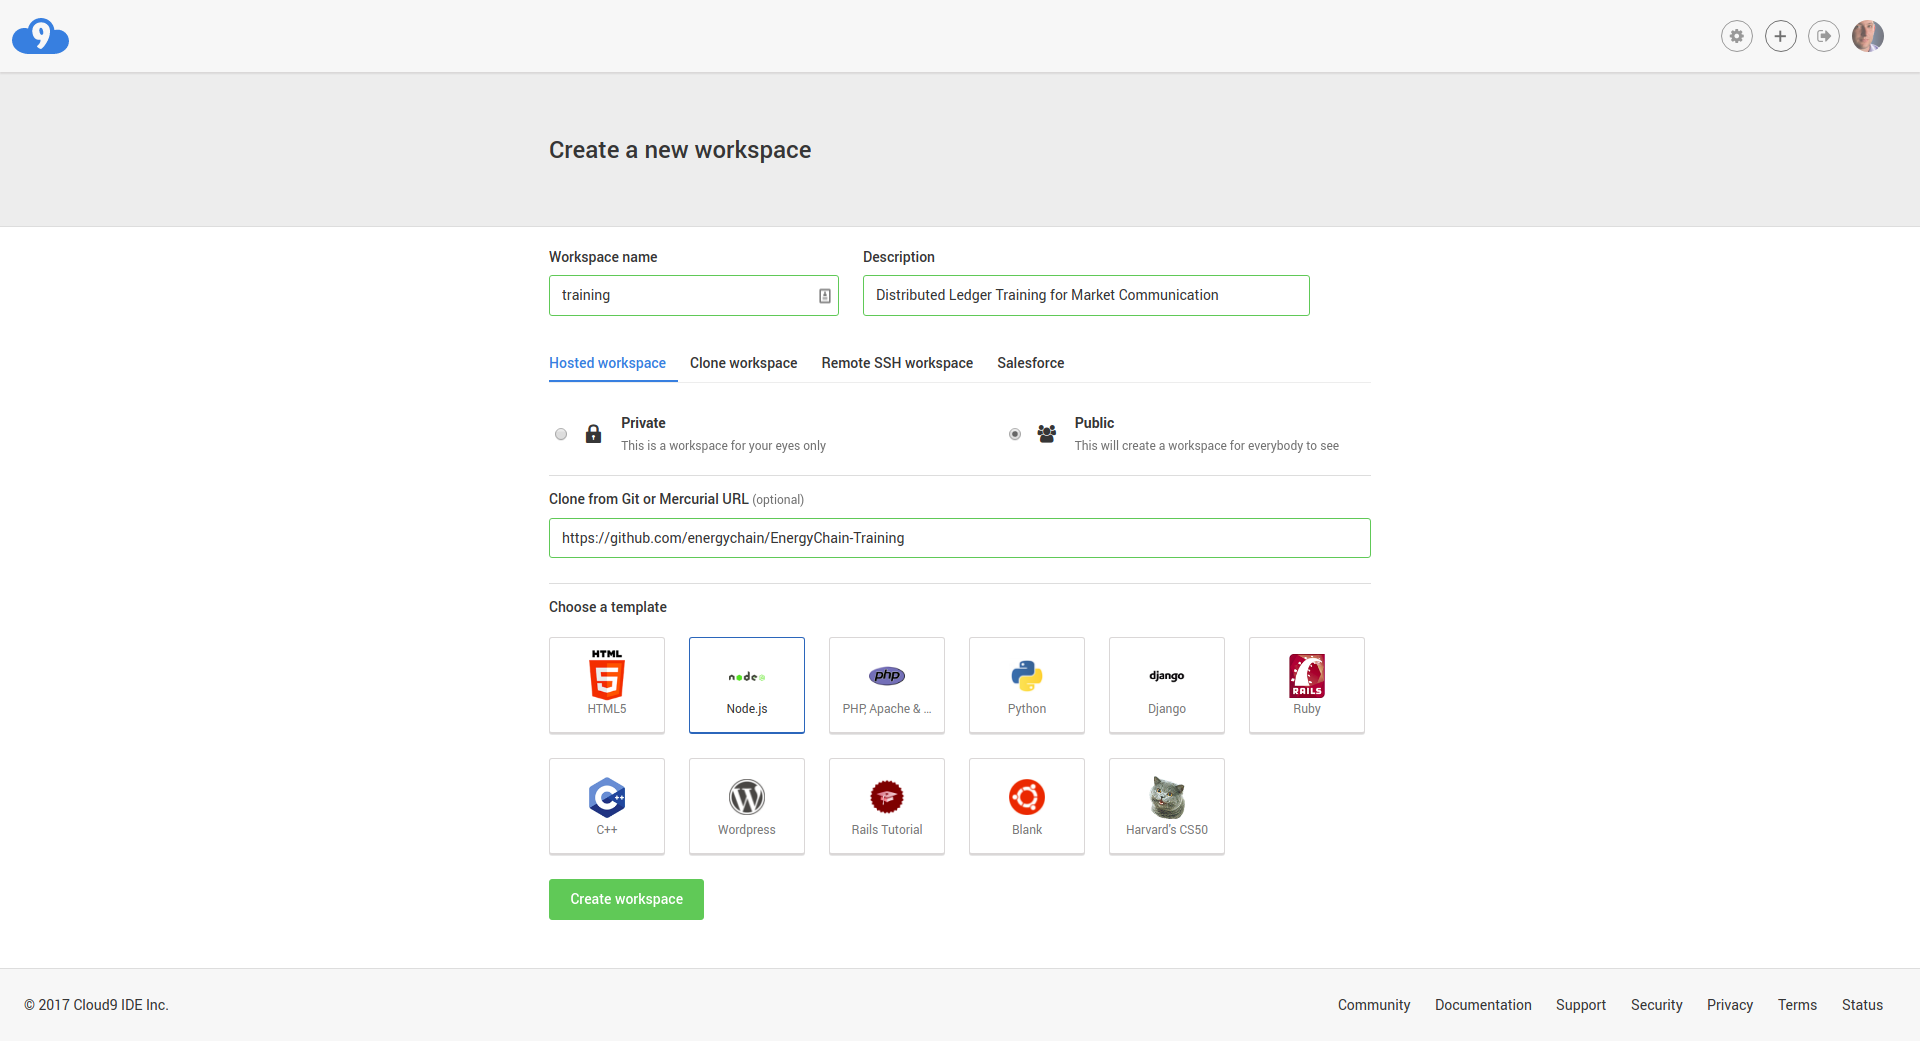 9
Create a new workspace
Workspace name Description
training Distributed Ledger Training for Market Communication
Hosted workspace Clone workspace Remote SSH workspace Salesforce
Private Public
This is a workspace for your eyes only This will create a workspace for everybody to see
Clone from Git or Mercurial URL (optional)
https://github.com/energychain/EnergyChain-Training
Choose a template
HTML
5 node php django RAILS
HTML5 Node.js PHP, Apache & ... Python Django Ruby
C++ W
C++ Wordpress Rails Tutorial Blank Harvard's CS50
Create workspace
© 2017 Cloud9 IDE Inc. Community Documentation Support Security Privacy Terms Status